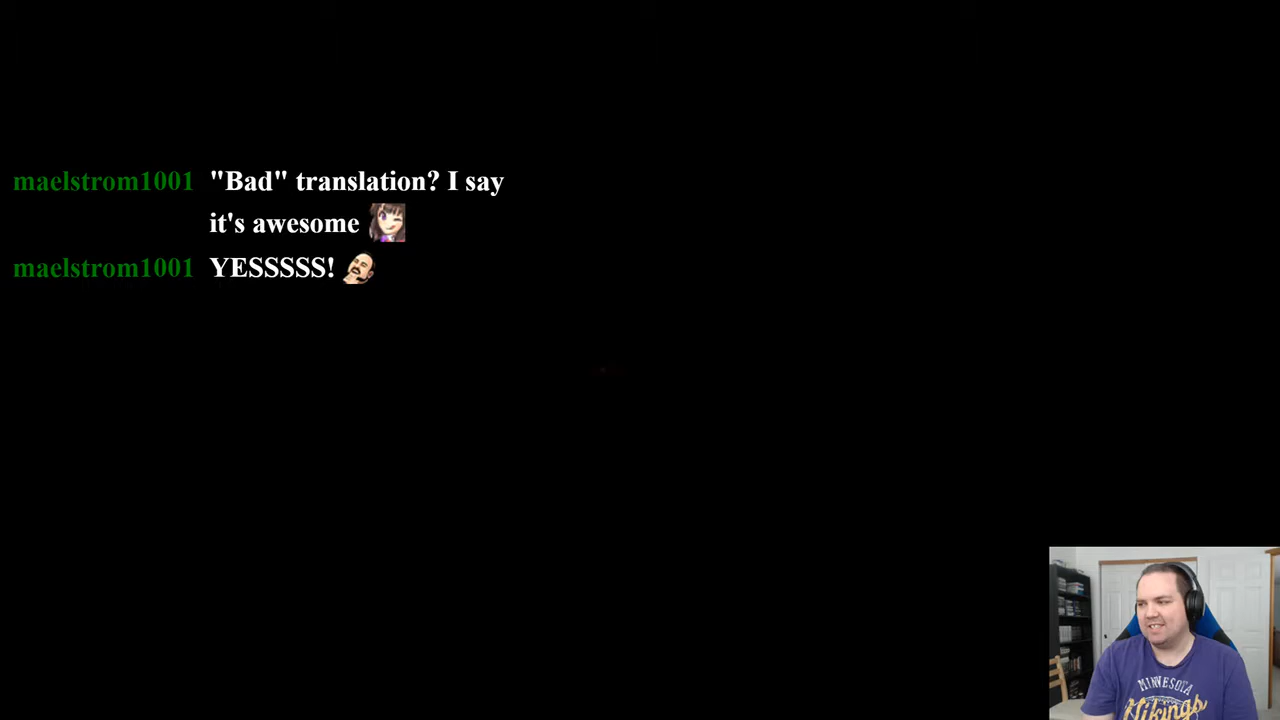 maelstrom1001 "Bad" translation? I say
it's awesome
maelstrom1001 YESSSSS!
MINNESOTA
Vikings